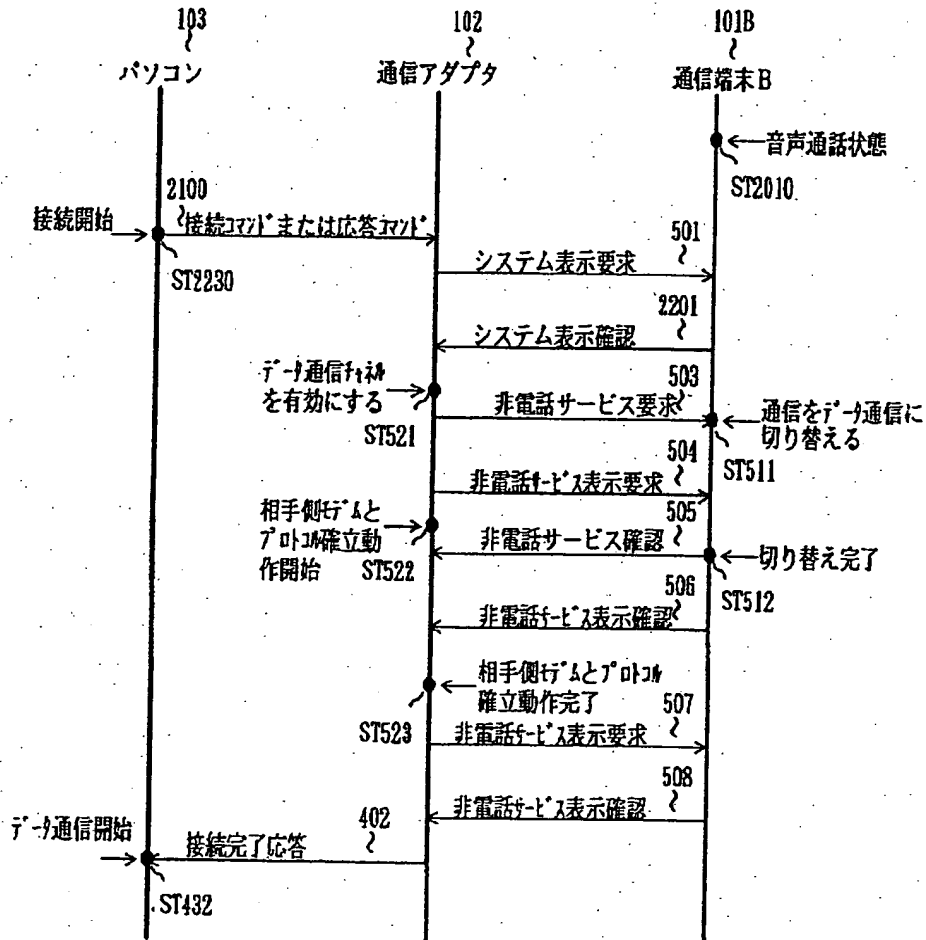 103
102
101B
パソコン
通信アダプタ
通信端末B
音声通話状態
ST2010
2100
接続開始
接続コマンドまたは応答コマンド
ST2230
501
システム表示要求
2201
システム表示確認
データ通信チャネル
を有効にする
ST521
503
非電話サービス要求
通信をデータ通信に
切り替える
ST511
504
非電話サービス表示要求
相手側モデムと
プロトコル確立動
作開始
ST522
505
非電話サービス確認
切り替え完了
ST512
506
非電話サービス表示確認
相手側モデムとプロトコル
確立動作完了
ST523
507
非電話サービス表示要求
508
非電話サービス表示確認
データ通信開始
402
接続完了応答
ST432